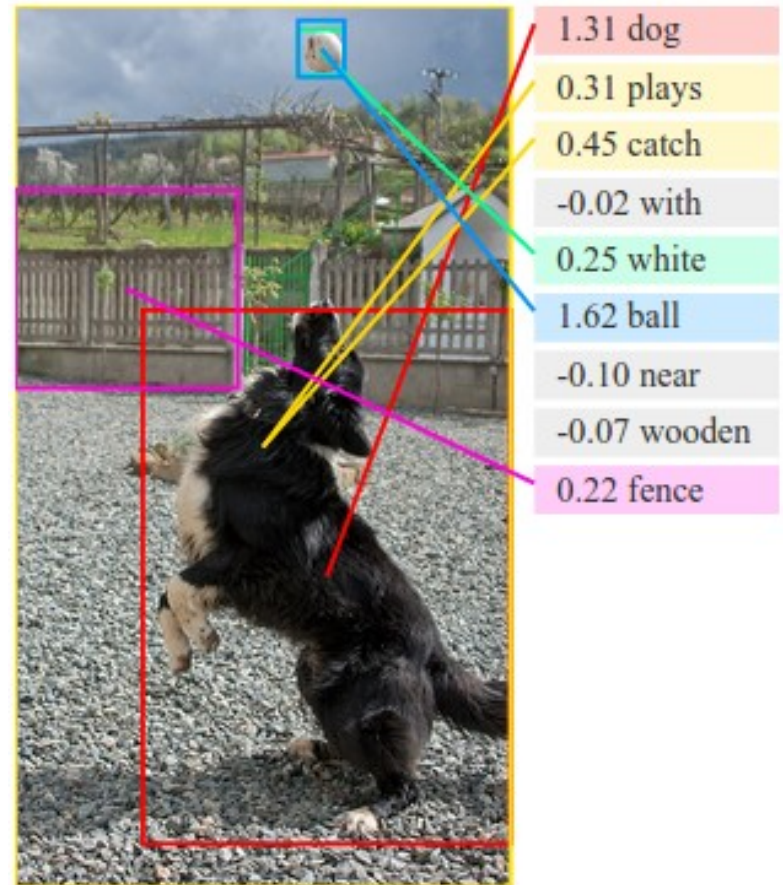 1.31 dog
0.31 plays
0.45 catch
-0.02 with
0.25 white
1.62 ball
-0.10 near
-0.07 wooden
0.22 fence